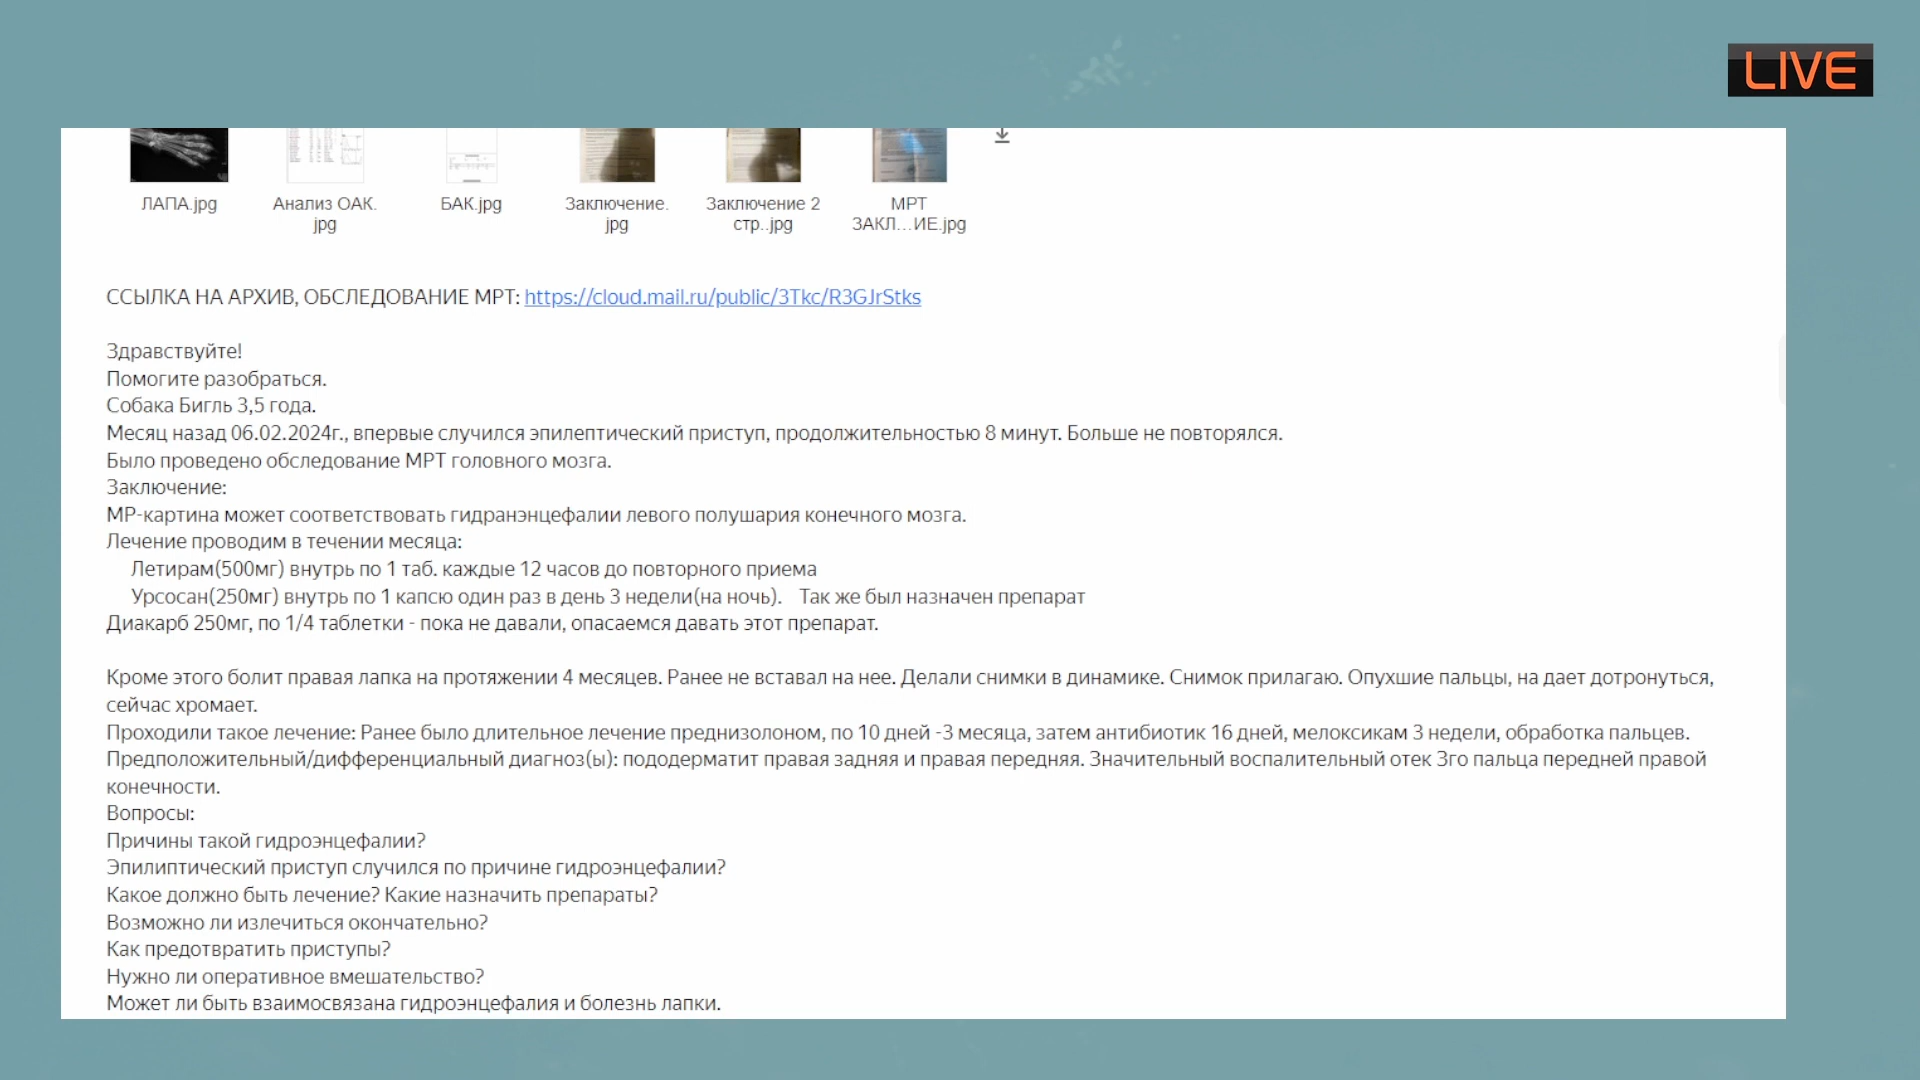 LIVE
ЛАПА.jpg
Анализ ОАК.
jpg
БАК.jpg
Заключение.
jpg
Заключение 2
стр..jpg
МРТ
ЗАКЛ...ИЕ.jpg
ССЫЛКА НА АРХИВ, ОБСЛЕДОВАНИЕ МРТ: https://cloud.mail.ru/public/3Tkc/R3GJrStks
Здравствуйте!
Помогите разобраться.
Собака Бигль 3,5 года.
Месяц назад 06.02.2024г., впервые случился эпилептический приступ, продолжительностью 8 минут. Больше не повторялся.
Было проведено обследование МРТ головного мозга.
Заключение:
МР-картина может соответствовать гидранэнцефалии левого полушария конечного мозга.
Лечение проводим в течении месяца:
Летирам(500мг) внутрь по 1 таб. каждые 12 часов до повторного приема
Урсосан(250мг) внутрь по 1 капсю один раз в день 3 недели(на ночь). Так же был назначен препарат
Диакарб 250мг, по 1/4 таблетки - пока не давали, опасаемся давать этот препарат.
Кроме этого болит правая лапка на протяжении 4 месяцев. Ранее не вставал на нее. Делали снимки в динамике. Снимок прилагаю. Опухшие пальцы, на дает дотронуться,
сейчас хромает.
Проходили такое лечение: Ранее было длительное лечение преднизолоном, по 10 дней -3 месяца, затем антибиотик 16 дней, мелоксикам 3 недели, обработка пальцев.
Предположительный/дифференциальный диагноз(ы): пододерматит правая задняя и правая передняя. Значительный воспалительный отек 3го пальца передней правой
конечности.
Вопросы:
Причины такой гидроэнцефалии?
Эпилиптический приступ случился по причине гидроэнцефалии?
Какое должно быть лечение? Какие назначить препараты?
Возможно ли излечиться окончательно?
Как предотвратить приступы?
Нужно ли оперативное вмешательство?
Может ли быть взаимосвязана гидроэнцефалия и болезнь лапки.